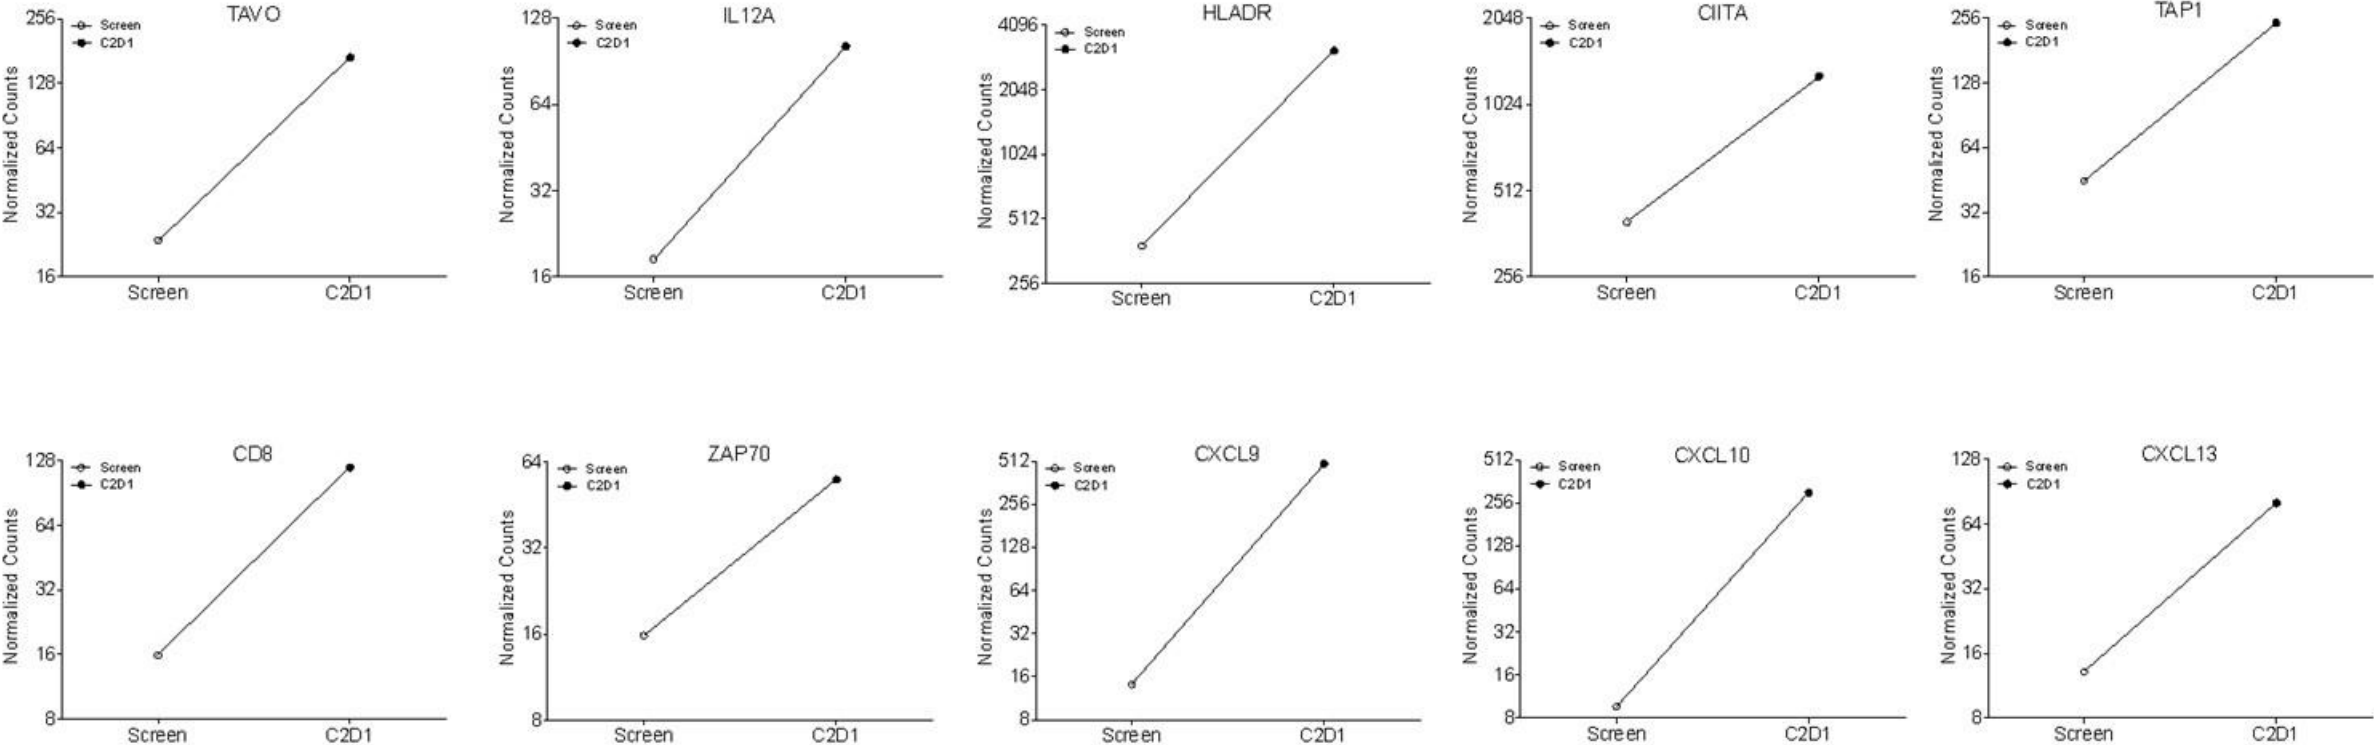 TAVO
Screen
C2D1
Normalized Counts
256
128
64
32
16
Screen
C2D1
IL12A
Screen
C2D1
Normalized Counts
128
64
32
16
Screen
C2D1
HLADR
Screen
C2D1
Normalized Counts
4096
2048
1024
512
256
Screen
C2D1
CIITA
Screen
C2D1
Normalized Counts
2048
1024
512
256
Screen
C2D1
TAP1
Screen
C2D1
Normalized Counts
256
128
64
32
16
Screen
C2D1
CD8
Screen
C2D1
Normalized Counts
128
64
32
16
8
Screen
C2D1
ZAP70
Screen
C2D1
Normalized Counts
64
32
16
8
Screen
C2D1
CXCL9
Screen
C2D1
Normalized Counts
512
256
128
64
32
16
8
Screen
C2D1
CXCL10
Screen
C2D1
Normalized Counts
512
256
128
64
32
16
8
Screen
C2D1
CXCL13
Screen
C2D1
Normalized Counts
128
64
32
16
8
Screen
C2D1